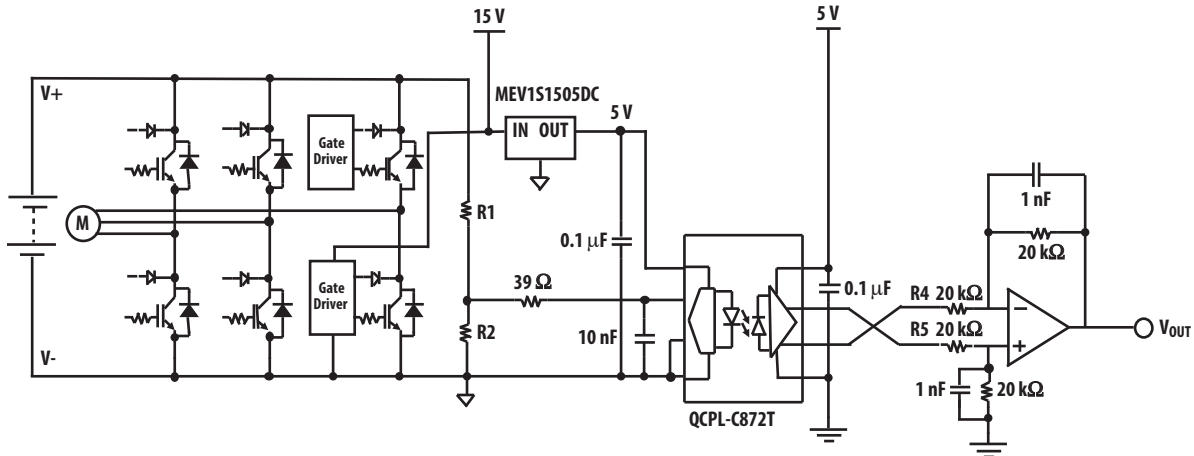 15 V
5 V
V+
MEV1S1505DC
5 V
IN OUT
Gate
Driver
M
R1
1 nF
20 kΩ
0.1 μF
Gate
Driver
39 Ω
0.1 μF
R4 20 kΩ
R5 20 kΩ
R2
10 nF
V-
−
+
VOUT
1 nF
20 kΩ
QCPL-C872T